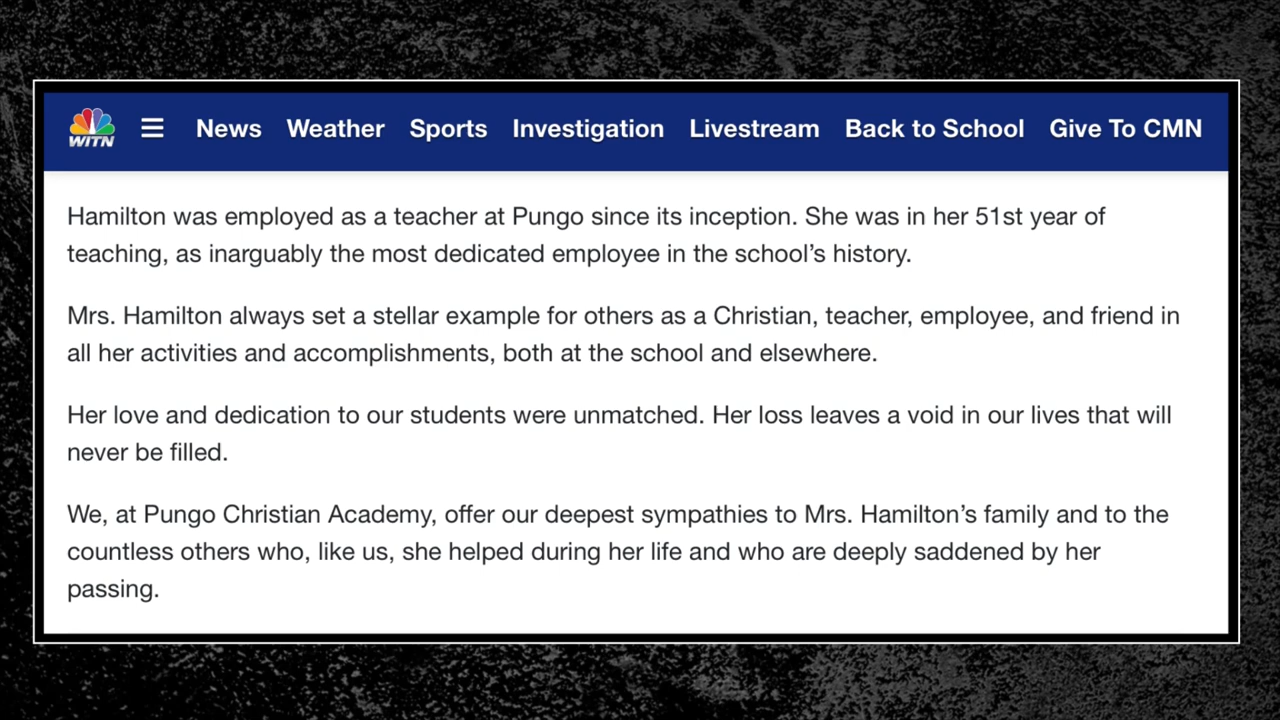 WITN News Weather Sports Investigation Livestream Back to School Give To CMN
Hamilton was employed as a teacher at Pungo since its inception. She was in her 51st year of
teaching, as inarguably the most dedicated employee in the school’s history.
Mrs. Hamilton always set a stellar example for others as a Christian, teacher, employee, and friend in
all her activities and accomplishments, both at the school and elsewhere.
Her love and dedication to our students were unmatched. Her loss leaves a void in our lives that will
never be filled.
We, at Pungo Christian Academy, offer our deepest sympathies to Mrs. Hamilton’s family and to the
countless others who, like us, she helped during her life and who are deeply saddened by her
passing.